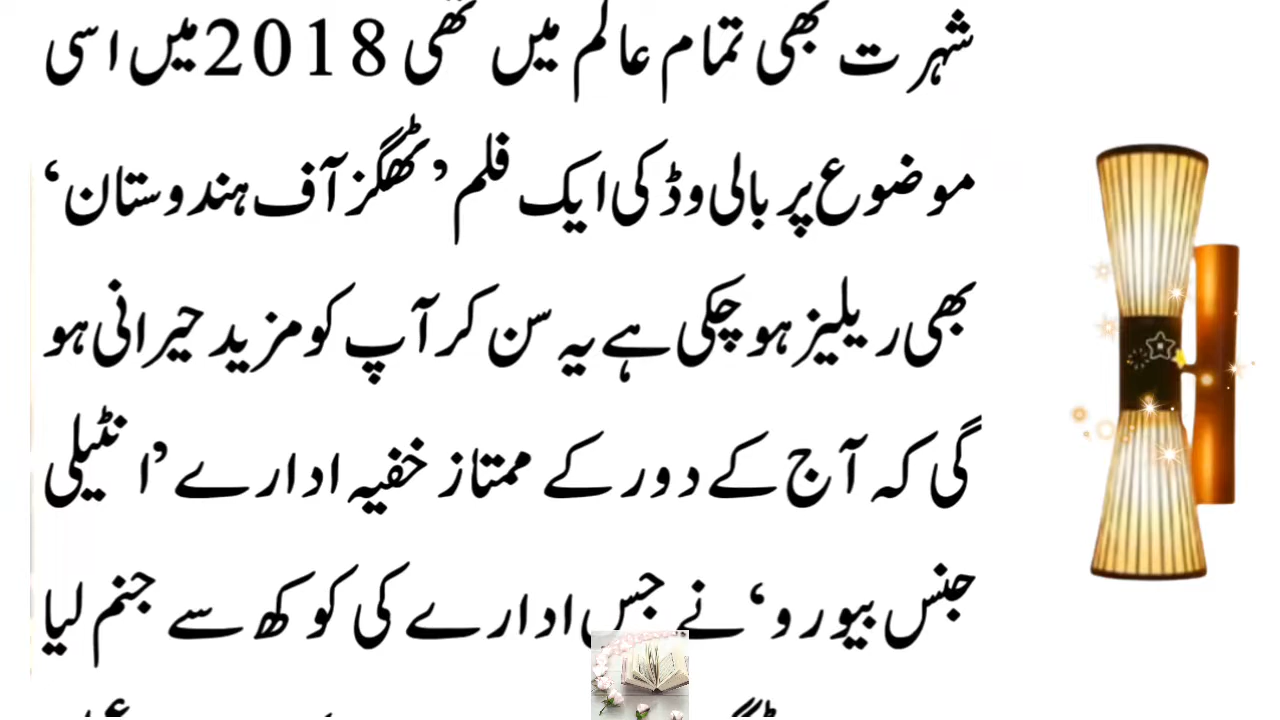 شہرت بھی تمام عالم میں تھی 2018 میں اسی
موضوع پر بالی وڈ کی ایک فلم ’ٹھگز آف ہندوستان‘
بھی ریلیز ہو چکی ہے یہ سن کر آپ کو مزید حیرانی ہو
گی کہ آج کے دور کے ممتاز خفیہ ادارے ’انٹیلی
جنس بیورو‘ نے جس ادارے کی کوکھ سے جنم لیا